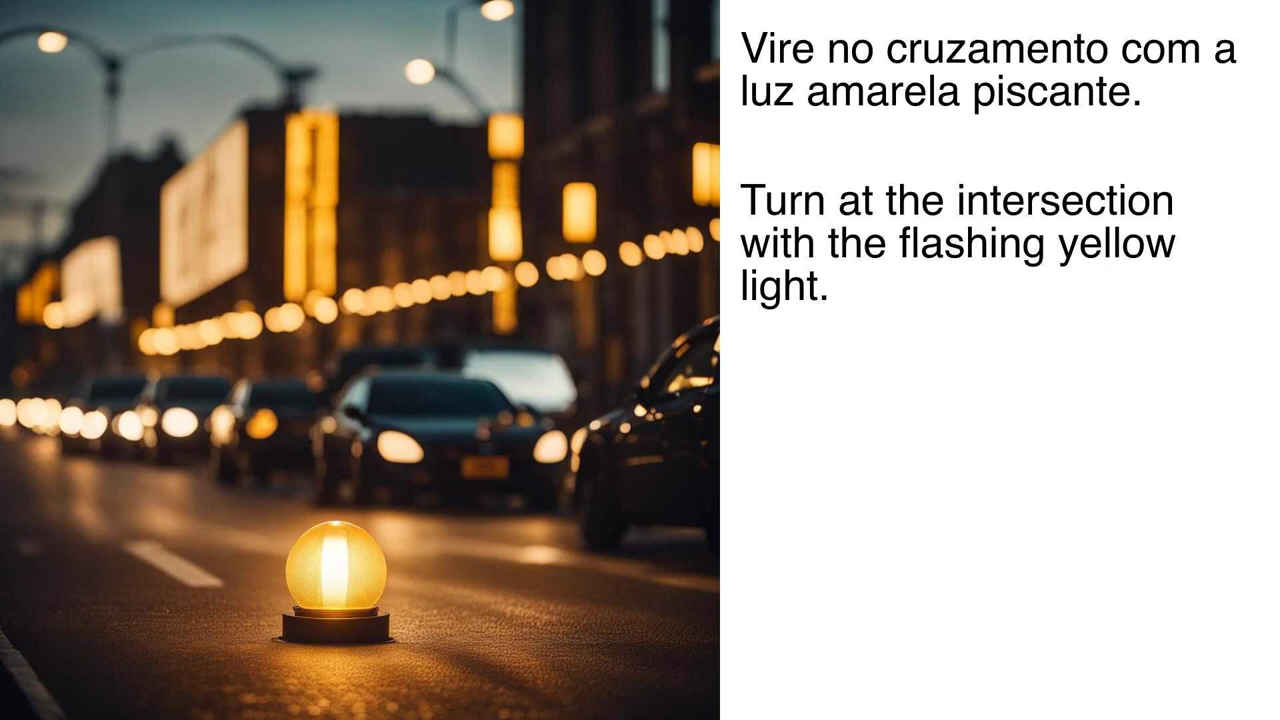 Vire no cruzamento com a
luz amarela piscante.
Turn at the intersection
with the flashing yellow
light.